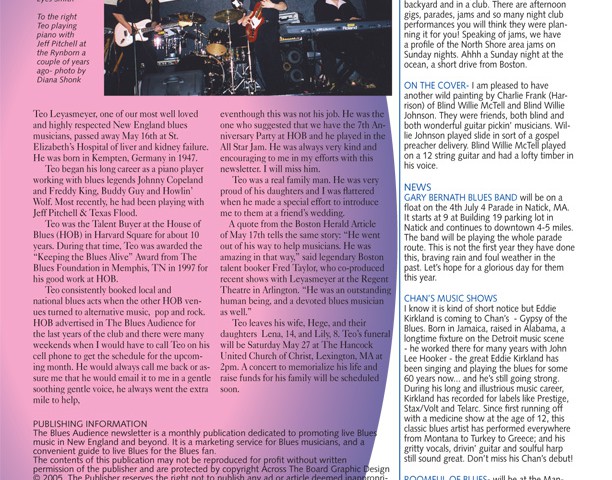 eyes Smith
To the right
Teo playing
piano with
Jeff Pitchell at
the Rynborn a
couple of years
ago- photo by
Diana Shonk
Teo Leyasmeyer, one of our most well loved
and highly respected New England blues
musicians, passed away May 16th at St.
Elizabeth's Hospital of liver and kidney failure.
He was born in Kempten, Germany in 1947.
Teo began his long career as a piano player
working with blues legends Johnny Copeland
and Freddy King, Buddy Guy and Howlin'
Wolf. Most recently, he had been playing with
Jeff Pitchell & Texas Flood.
Teo was the Talent Buyer at the House of
Blues (HOB) in Harvard Square for about 10
years. During that time, Teo was awarded the
"Keeping the Blues Alive" Award from The
Blues Foundation in Memphis, TN in 1997 for
his good work at HOB.
Teo consistently booked local and
national blues acts when the other HOB ven-
ues turned to alternative music, pop and rock.
HOB advertised in The Blues Audience for
the last years of the club and there were many
weekends when I would have to call Teo on his
cell phone to get the schedule for the upcom-
ing month. He would always call me back or as-
sure me that he would email it to me in a gentle
soothing gentle voice, he always went the extra
mile to help,
eventhough this was not his job. He was the
one who suggested that we have the 7th An-
niversary Party at HOB and he played in the
All Star Jam. He was always very kind and
encouraging to me in my efforts with this
newsletter. I will miss him.
Teo was a real family man. He was very
proud of his daughters and I was flattered
when he made a special effort to introduce
me to them at a friend's wedding.
A quote from the Boston Herald Article
of May 17th tells the same story: "He went
out of his way to help musicians. He was
amazing in that way," said legendary Boston
talent booker Fred Taylor, who co-produced
recent shows with Leyasmeyer at the Regent
Theatre in Arlington. "He was an outstanding
human being, and a devoted blues musician
as well."
Teo leaves his wife, Hege, and their
daughters Lena, 14, and Lily, 8. Teo's funeral
will be Saturday May 27 at The Hancock
United Church of Christ, Lexington, MA at
2pm. A concert to memorialize his life and
raise funds for his family will be scheduled
soon.
PUBLISHING INFORMATION
The Blues Audience newsletter is a monthly publication dedicated to promoting live Blues
music in New England and beyond. It is a marketing service for Blues musicians, and a
convenient guide to live Blues for the Blues fan.
The contents of this publication may not be reproduced for profit without written
permission of the publisher and are protected by copyright Across The Board Graphic Design
© 2005. The Publisher reserves the right not to publish any ad or article deemed inappropri-
backyard and in a club. There are afternoon
gigs, parades, jams and so many night club
performances you will think they were plan-
ning it for you! Speaking of jams, we have
a profile of the North Shore area jams on
Sunday nights. Ahhh a Sunday night at the
ocean, a short drive from Boston.
ON THE COVER- I am pleased to have
another wild painting by Charlie Frank (Har-
rison) of Blind Willie McTell and Blind Willie
Johnson. They were friends, both blind and
both wonderful guitar pickin' musicians. Wil-
lie Johnson played slide in sort of a gospel
preacher delivery. Blind Willie McTell played
on a 12 string guitar and had a lofty timber in
his voice.
NEWS
GARY BERNATH BLUES BAND will be on a
float on the 4th July 4 Parade in Natick, MA.
It starts at 9 at Building 19 parking lot in
Natick and continues to downtown 4-5 miles.
The band will be playing the whole parade
route. This is not the first year they have done
this, braving rain and foul weather in the
past. Let's hope for a glorious day for them
this year.
CHAN'S MUSIC SHOWS
I know it is kind of short notice but Eddie
Kirkland is coming to Chan's - Gypsy of the
Blues. Born in Jamaica, raised in Alabama, a
longtime fixture on the Detroit music scene
- he worked there for many years with John
Lee Hooker - the great Eddie Kirkland has
been singing and playing the blues for some
60 years now... and he's still going strong.
During his long and illustrious music career,
Kirkland has recorded for labels like Prestige,
Stax/Volt and Telarc. Since first running off
with a medicine show at the age of 12, this
classic blues artist has performed everywhere
from Montana to Turkey to Greece; and his
gritty vocals, drivin' guitar and soulful harp
still sound great. Don't miss his Chan's debut!
ROOMFUL OF BLUES- will be at the Man-